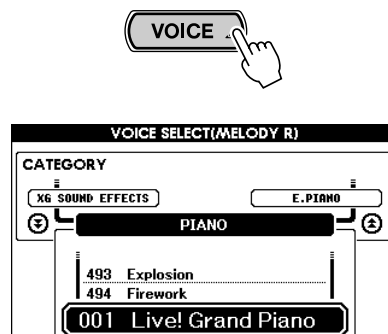 VOICE
VOICE SELECT(MELODY R)
CATEGORY
XG SOUND EFFECTS E.PIANO
PIANO
493 Explosion
494 Firework
001 Live! Grand Piano